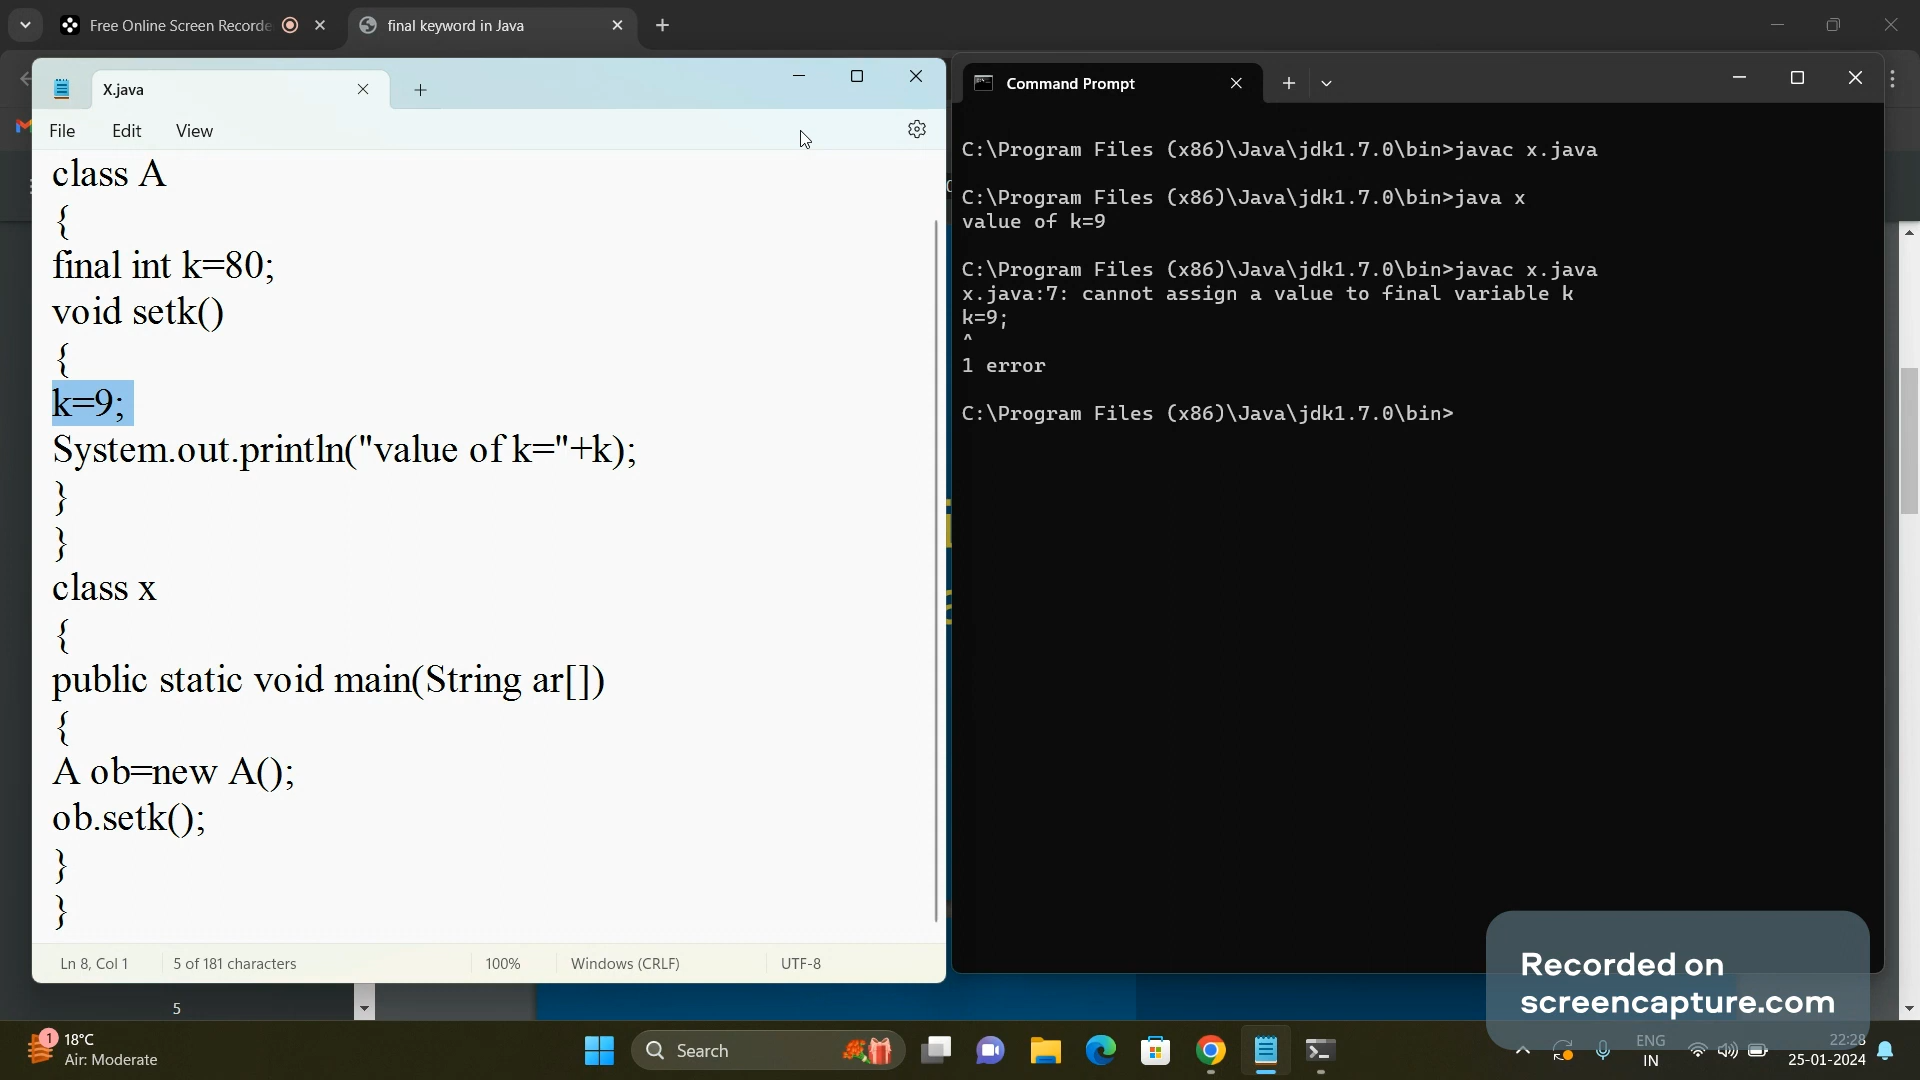 Free Online Screen Recorde
final keyword in Java
X.java
File Edit View
class A
{
final int k=80;
void setk()
{
k=9;
System.out.println("value of k="+k);
}
}
class x
{
public static void main(String ar[])
{
A ob=new A();
ob.setk();
}
}
Ln 8, Col 1 5 of 181 characters 100% Windows (CRLF) UTF-8
5
Command Prompt
C:\Program Files (x86)\Java\jdk1.7.0\bin>javac x.java
C:\Program Files (x86)\Java\jdk1.7.0\bin>java x
value of k=9
C:\Program Files (x86)\Java\jdk1.7.0\bin>javac x.java
x.java:7: cannot assign a value to final variable k
k=9;
^
1 error
C:\Program Files (x86)\Java\jdk1.7.0\bin>
Recorded on
screencapture.com
1
18°C
Air: Moderate
Search
ENG
IN
22:28
25-01-2024